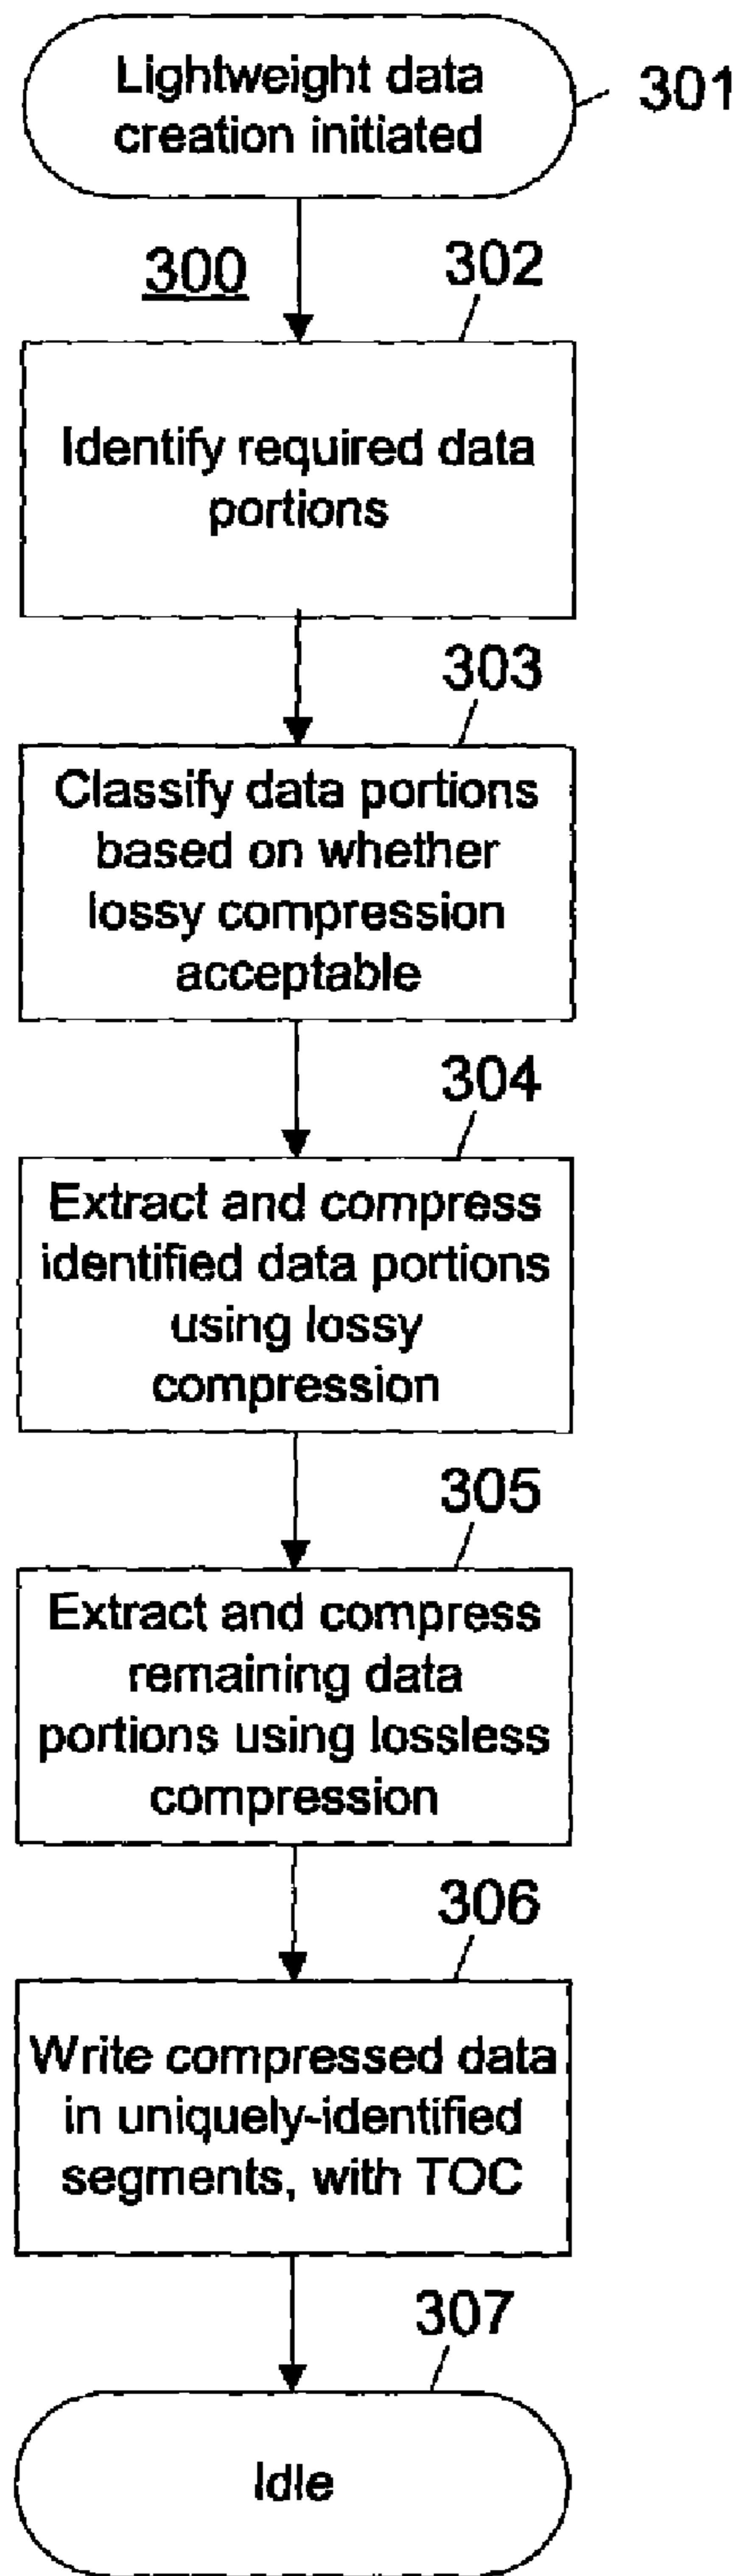 Lightweight data
creation initiated
301
300
302
Identify required data
portions
303
Classify data portions
based on whether
lossy compression
acceptable
304
Extract and compress
identified data portions
using lossy
compression
305
Extract and compress
remaining data
portions using lossless
compression
306
Write compressed data
in uniquely-identified
segments, with TOC
307
Idle